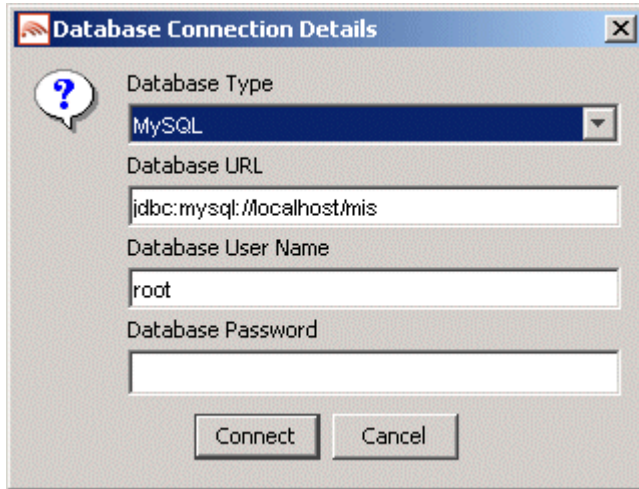 Database Connection Details
Database Type
MySQL
Database URL
jdbc:mysql://localhost/mis
Database User Name
root
Database Password
Connect Cancel